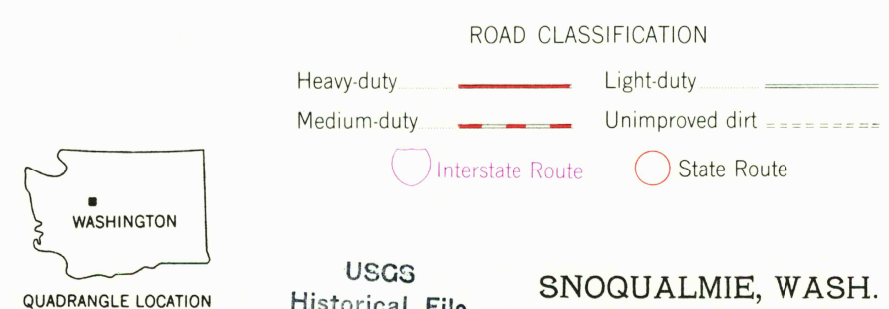 ROAD CLASSIFICATION
Heavy-duty Light-duty
Medium-duty Unimproved dirt
Interstate Route State Route
WASHINGTON
QUADRANGLE LOCATION
USGS
Historical File
SNOQUALMIE, WASH.